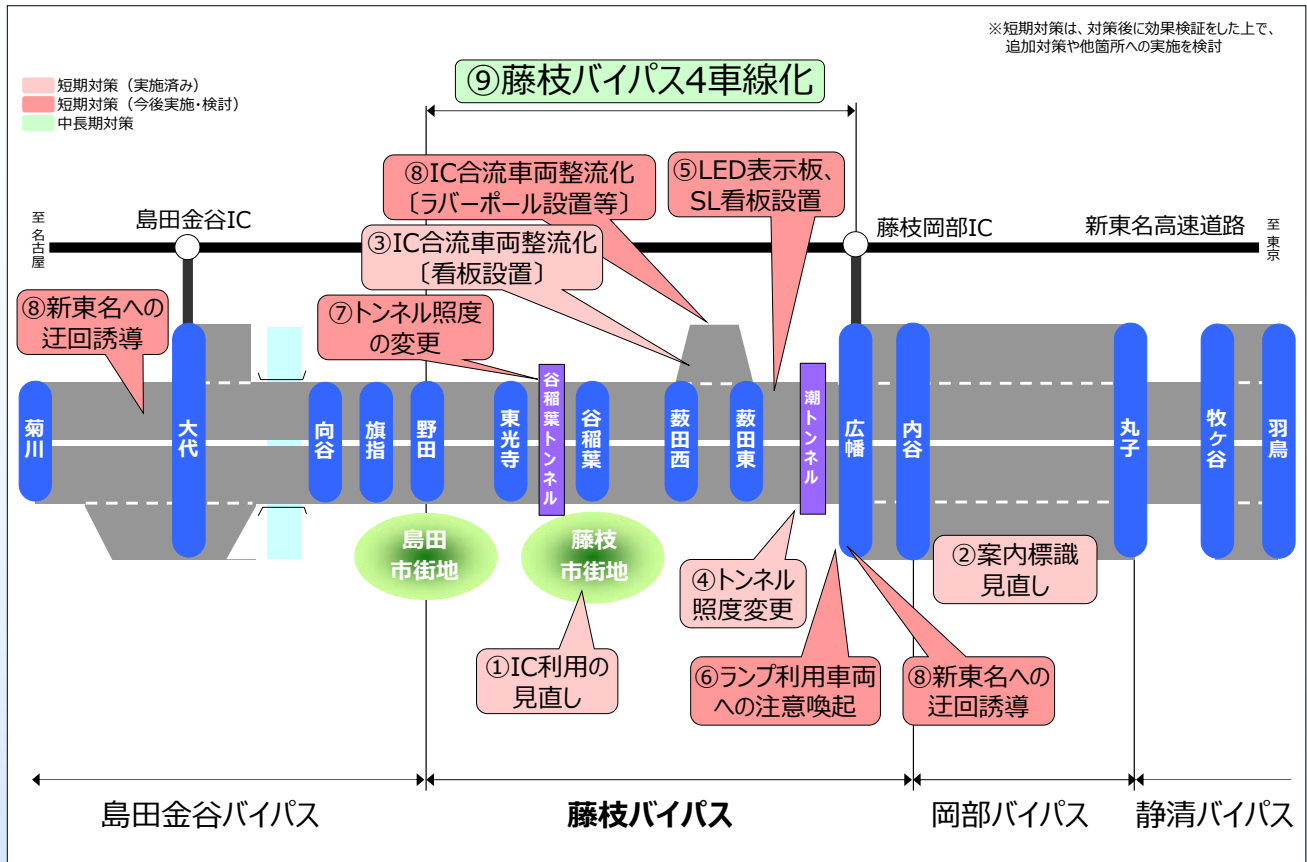 ※短期対策は、対策後に効果検証をした上で、
追加対策や他箇所への実施を検討
短期対策（実施済み）
短期対策（今後実施・検討）
中長期対策
⑨藤枝バイパス4車線化
⑧IC合流車両整流化
〔ラバーポール設置等〕
⑤LED表示板、
SL看板設置
至名古屋
島田金谷IC
③IC合流車両整流化
〔看板設置〕
藤枝岡部IC
新東名高速道路
至東京
⑧新東名への
迂回誘導
⑦トンネル照度
の変更
菊川
大代
向谷
旗指
野田
東光寺
谷稲葉トンネル
谷稲葉
薮田西
薮田東
潮トンネル
広幡
内谷
丸子
牧ヶ谷
羽鳥
島田
市街地
藤枝
市街地
④トンネル
照度変更
②案内標識
見直し
①IC利用の
見直し
⑥ランプ利用車両
への注意喚起
⑧新東名への
迂回誘導
島田金谷バイパス
藤枝バイパス
岡部バイパス
静清バイパス